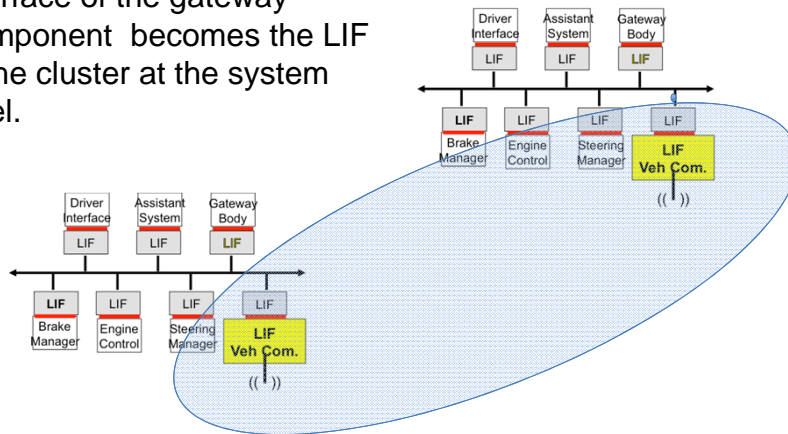 rface of the gateway
mponent becomes the LIF
ne cluster at the system
el.
Driver Interface
Assistant System
Gateway Body
LIF
LIF
LIF
LIF
LIF
LIF
LIF
Brake Manager
Engine Control
Steering Manager
LIF
Veh Com.
(( ))
Driver Interface
Assistant System
Gateway Body
LIF
LIF
LIF
LIF
LIF
LIF
LIF
Brake Manager
Engine Control
Steering Manager
LIF
Veh Com.
(( ))